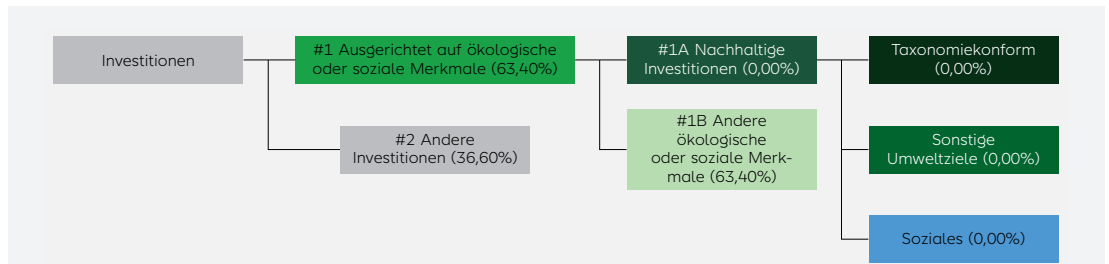 Investitionen
#1 Ausgerichtet auf ökologische
oder soziale Merkmale (63,40%)
#2 Andere
Investitionen (36,60%)
#1A Nachhaltige
Investitionen (0,00%)
#1B Andere
ökologische
oder soziale Merk-
male (63,40%)
Taxonomiekonform
(0,00%)
Sonstige
Umweltziele (0,00%)
Soziales (0,00%)